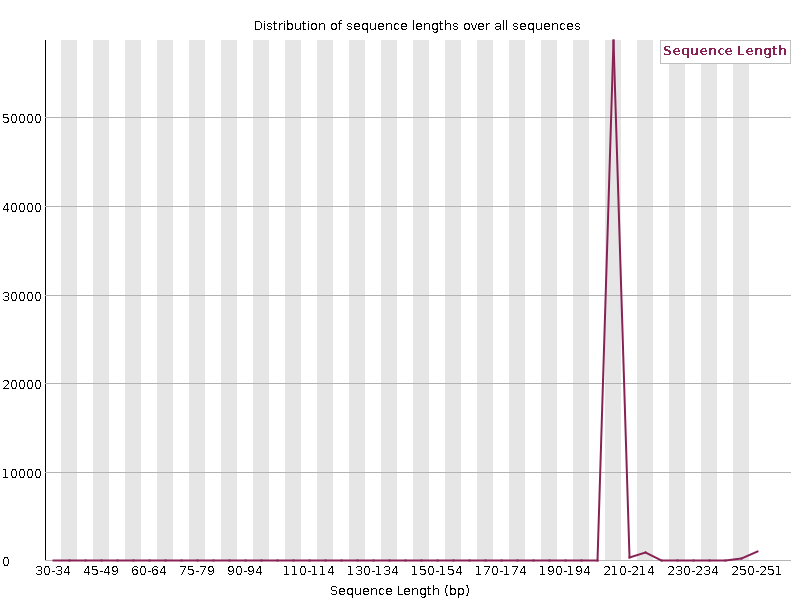 Distribution of sequence lengths over all sequences
Sequence Length
50000
40000
30000
20000
10000
0
30-34 45-49 60-64 75-79 90-94 110-114 130-134 150-154 170-174 190-194 210-214 230-234 250-251
Sequence Length (bp)